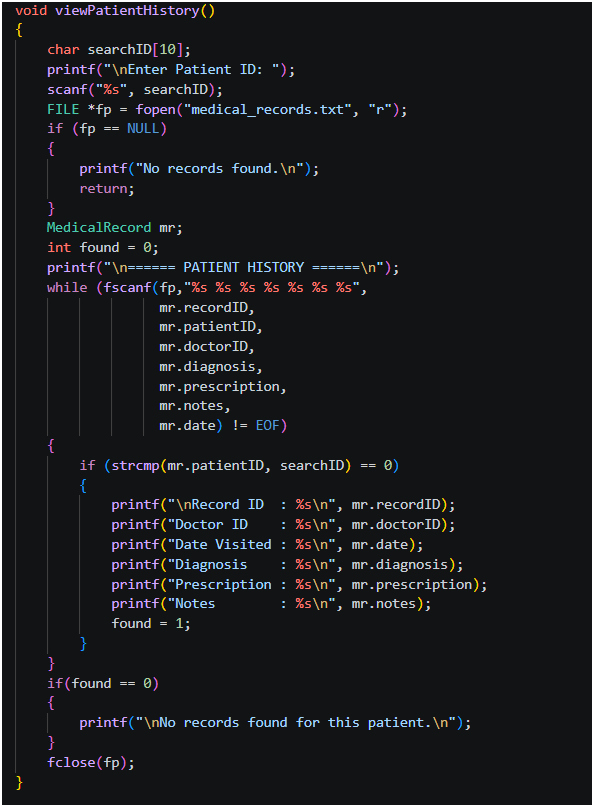 void viewPatientHistory()
{
    char searchID[10];
    printf("\nEnter Patient ID: ");
    scanf("%s", searchID);
    FILE *fp = fopen("medical_records.txt", "r");
    if (fp == NULL)
    {
        printf("No records found.\n");
        return;
    }
    MedicalRecord mr;
    int found = 0;
    printf("\n====== PATIENT HISTORY ======\n");
    while (fscanf(fp,"%s %s %s %s %s %s %s",
                  mr.recordID,
                  mr.patientID,
                  mr.doctorID,
                  mr.diagnosis,
                  mr.prescription,
                  mr.notes,
                  mr.date) != EOF)
    {
        if (strcmp(mr.patientID, searchID) == 0)
        {
            printf("\nRecord ID  : %s\n", mr.recordID);
            printf("Doctor ID    : %s\n", mr.doctorID);
            printf("Date Visited : %s\n", mr.date);
            printf("Diagnosis    : %s\n", mr.diagnosis);
            printf("Prescription : %s\n", mr.prescription);
            printf("Notes        : %s\n", mr.notes);
            found = 1;
        }
    }
    if(found == 0)
    {
        printf("\nNo records found for this patient.\n");
    }
    fclose(fp);
}